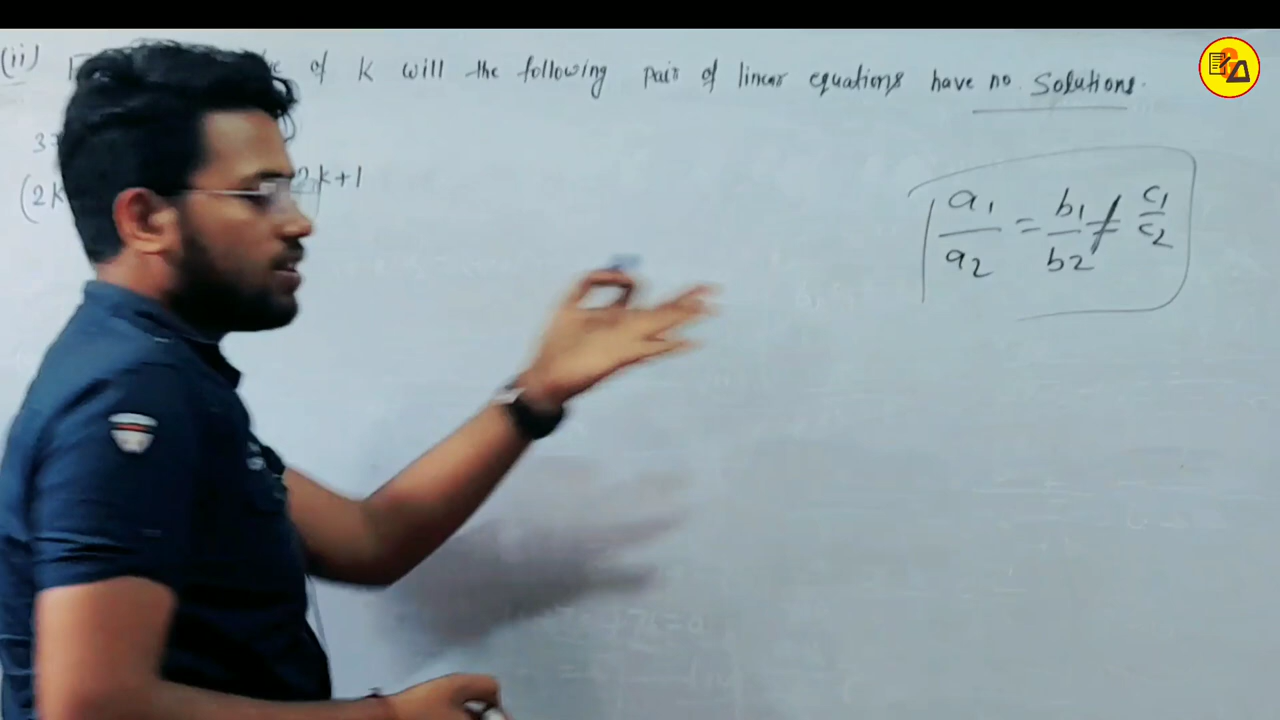 (ii) of K will the following pair of linear equations have no solutions.
3
(2K 2K+1
a1/a2 = b1/b2 ≠ c1/c2